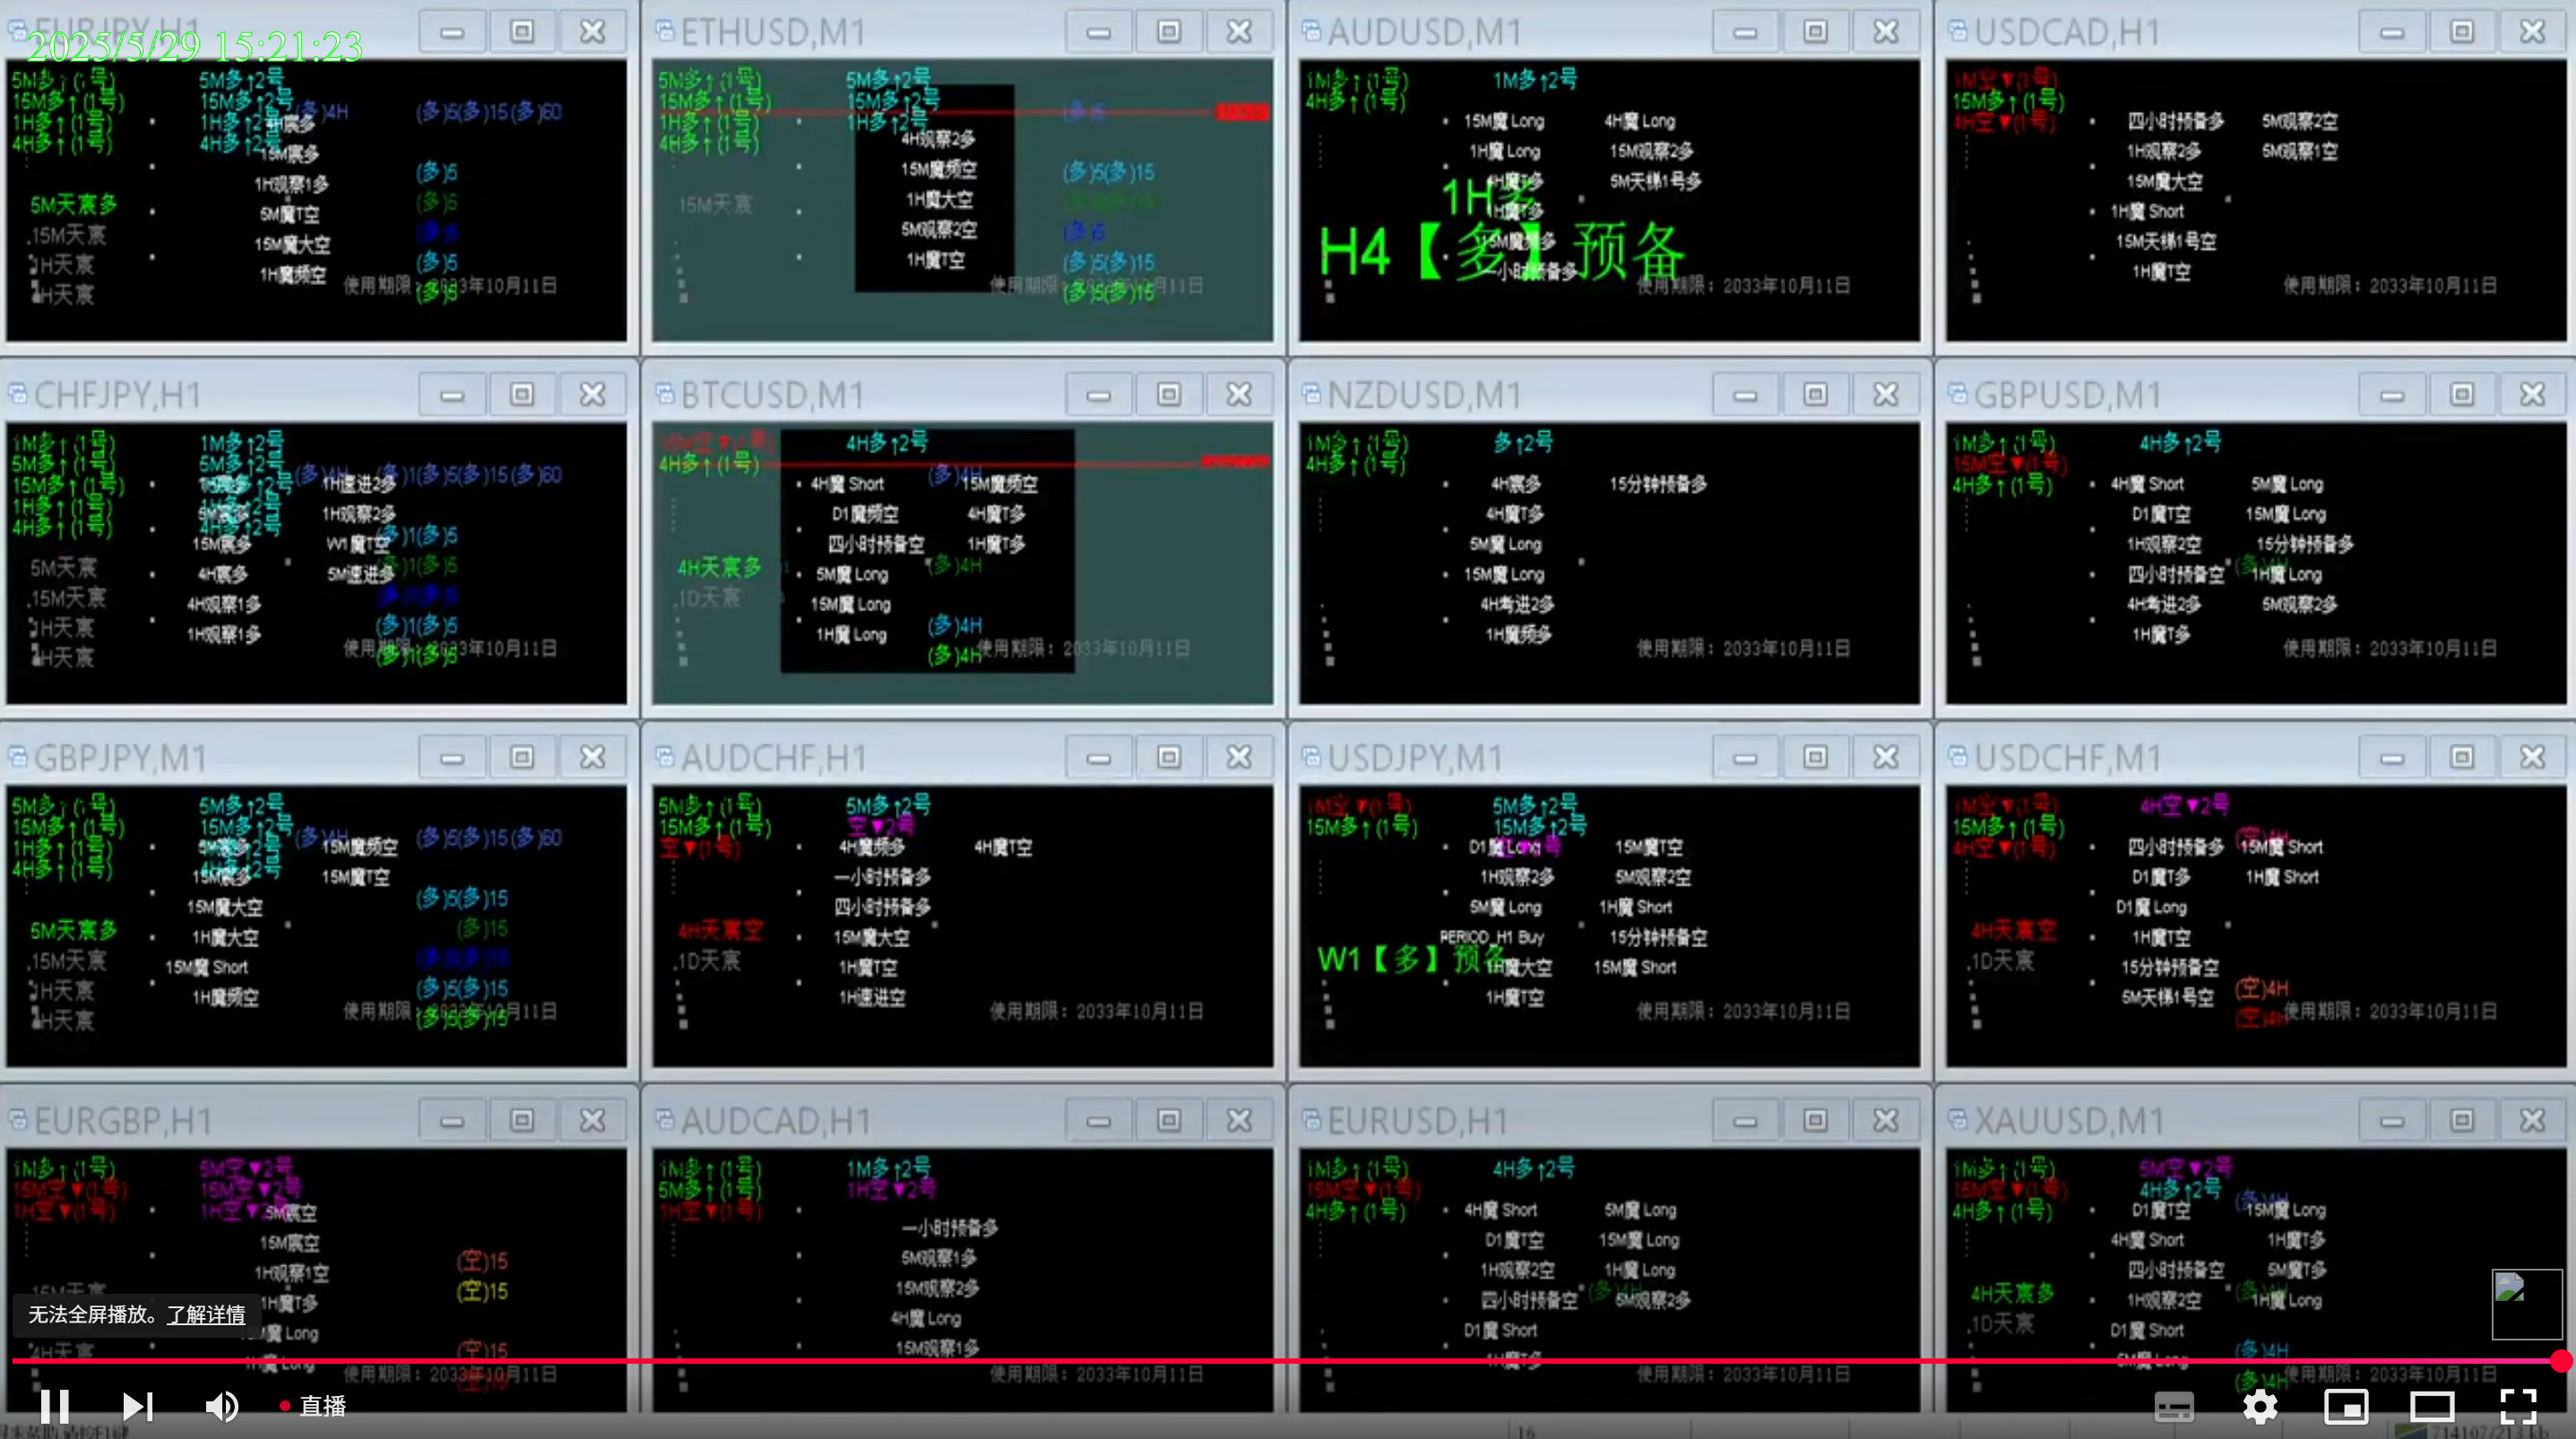 EURJPY,H1
2025/5/29 15:21:23
5M多↑(1号) 5M多↑2号
15M多↑(1号) 15M多↑2号
1H多↑(1号) 1H多↑2号 (多)4H (多)5(多)15(多)60
4H多↑(1号) 4H多↑2号 4H宸多
15M宸多
(多)5
1H观察1多
5M天宸多 (多)5
5M魔T空
.15M天宸
15M魔大空
1H天宸 (多)5
1H魔频空
使用期限:
H天宸 (多)5
ETHUSD,M1
5M多↑(1号) 5M多↑2号
15M多↑(1号) 15M多↑2号
1H多↑(1号) 1H多↑2号
(多)5
4H多↑(1号) 4H观察2多
15M魔频空 (多)5(多)15
15M天宸 1H魔大空
5M观察2空 (多)5
1H魔T空 (多)5(多)15
使用期限:
(多)5(多)15
AUDUSD,M1
1M多↑(1号) 1M多↑2号
4H多↑(1号)
15M魔 Long 4H魔 Long
1H魔 Long 15M观察2多
4H魔T多 5M天梯1号多
1H多
1H魔T多
H4【多】预备
15M魔频多
一小时预备多
使用期限: 2033年10月11日
USDCAD,H1
1M空▼(1号)
15M多↑(1号)
4H空▼(1号) 四小时预备多 5M观察2空
1H观察2多 5M观察1空
15M魔大空
1H魔 Short
15M天梯1号空
1H魔T空
使用期限: 2033年10月11日
CHFJPY,H1
1M多↑(1号) 1M多↑2号
5M多↑(1号) 5M多↑2号
15M多↑(1号) (多)4H 1H速进2多 (多)1(多)5(多)15(多)60
1H多↑(1号) 1H观察2多
4H多↑(1号) 4H多↑2号
15M宸多 W1魔T空 (多)1(多)5
5M天宸 4H宸多 5M速进多 (多)1(多)5
.15M天宸 4H观察1多
1H天宸 1H观察1多 (多)1(多)5
使用期限:
H天宸 (多)1(多)5
BTCUSD,M1
15M空▼(1号) 4H多↑2号
4H多↑(1号)
4H魔 Short (多)4H 15M魔频空
D1魔频空 4H魔T多
四小时预备空 1H魔T多
4H天宸多 5M魔 Long (多)4H
.1D天宸 15M魔 Long
1H魔 Long (多)4H
(多)4H 使用期限: 2033年10月11日
NZDUSD,M1
1M多↑(1号) 多↑2号
4H多↑(1号)
4H宸多 15分钟预备多
4H魔T多
5M魔 Long
15M魔 Long
4H考进2多
1H魔频多
使用期限: 2033年10月11日
GBPUSD,M1
1M多↑(1号) 4H多↑2号
15M空▼(1号)
4H多↑(1号) 4H魔 Short 5M魔 Long
D1魔T空 15M魔 Long
1H观察2空 15分钟预备多
四小时预备空 1H魔 Long
4H考进2多 5M观察2多
1H魔T多
使用期限: 2033年10月11日
GBPJPY,M1
5M多↑(1号) 5M多↑2号
15M多↑(1号) 15M多↑2号
1H多↑(1号) 5M宸多 (多)4H 15M魔频空 (多)5(多)15(多)60
4H多↑(1号) 15M宸多 15M魔T空
15M魔大空 (多)5(多)15
5M天宸多 1H魔大空 (多)15
.15M天宸 15M魔 Short
1H天宸 1H魔频空 (多)5(多)15
使用期限:
H天宸 (多)5(多)15
AUDCHF,H1
5M多↑(1号) 5M多↑2号
15M多↑(1号) 空▼2号
空▼(1号) 4H魔频多 4H魔T空
一小时预备多
四小时预备多
4H天宸空 15M魔大空
.1D天宸 1H魔T空
1H速进空
使用期限: 2033年10月11日
USDJPY,M1
1M空▼(1号) 5M多↑2号
15M多↑(1号) 15M多↑2号
D1魔 Long 15M魔T空
1H观察2多 5M观察2空
5M魔 Long 1H魔 Short
PERIOD_H1 Buy 15分钟预备空
W1【多】预备 1H魔大空 15M魔 Short
1H魔T空
使用期限: 2033年10月11日
USDCHF,M1
1M空▼(1号) 4H空▼2号
15M多↑(1号)
4H空▼(1号) 四小时预备多 (空)4H 15M魔 Short
D1魔T多 1H魔 Short
D1魔 Long
4H天宸空 1H魔T空
.1D天宸 15分钟预备空
5M天梯1号空 (空)4H
(空)4H 使用期限: 2033年10月11日
EURGBP,H1
1M多↑(1号) 5M空▼2号
15M空▼(1号) 15M空▼2号
1H空▼(1号) 5M宸空
15M宸空
1H观察1空 (空)15
15M天宸 (空)15
1H魔T多
无法全屏播放。了解详情
魔 Long
4H天宸 1H魔 Long (空)15
使用期限: 2033年10月11日
AUDCAD,H1
1M多↑(1号) 1M多↑2号
5M多↑(1号) 1H空▼2号
1H空▼(1号)
一小时预备多
5M观察1多
15M观察2多
4H魔 Long
15M观察1多
使用期限: 2033年10月11日
EURUSD,H1
1M多↑(1号) 4H多↑2号
15M空▼(1号)
4H多↑(1号) 4H魔 Short 5M魔 Long
D1魔T空 15M魔 Long
1H观察2空 1H魔 Long
四小时预备空 5M观察2多
D1魔 Short
1H魔T多
使用期限: 2033年10月11日
XAUUSD,M1
1M多↑(1号) 5M空▼2号
15M空▼(1号) 4H多↑2号
4H多↑(1号) D1魔T空 (多)4H 15M魔 Long
4H魔 Short 1H魔T多
四小时预备空 5M魔T多
4H天宸多 1H观察2空 1H魔 Long
.1D天宸 D1魔 Short
5M魔 Long (多)4H
(多)4H 使用期限: 2033年10月11日
直播
16
714107/213 kb